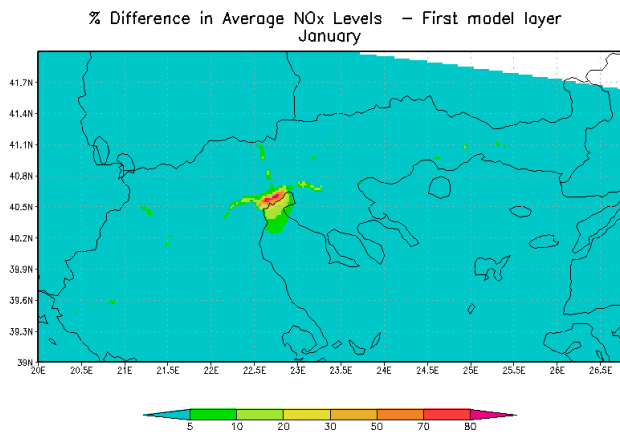 % Difference in Average NOx Levels – First model layer
January
41.7N
41.4N
41.1N
40.8N
40.5N
40.2N
39.9N
39.6N
39.3N
39N
20E 20.5E 21E 21.5E 22E 22.5E 23E 23.5E 24E 24.5E 25E 25.5E 26E 26.5E
5 10 20 30 50 70 80